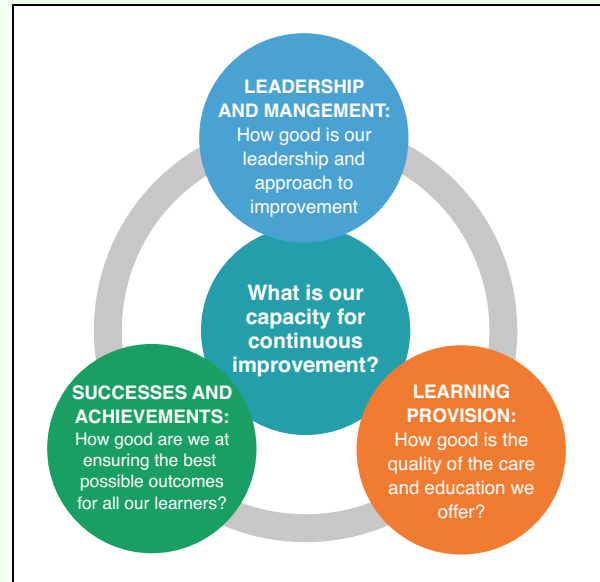 LEADERSHIP
AND MANGEMENT:
How good is our
leadership and
approach to
improvement
What is our
capacity for
continuous
improvement?
SUCCESSES AND
ACHIEVEMENTS:
How good are we at
ensuring the best
possible outcomes
for all our learners?
LEARNING
PROVISION:
How good is the
quality of the care
and education we
offer?